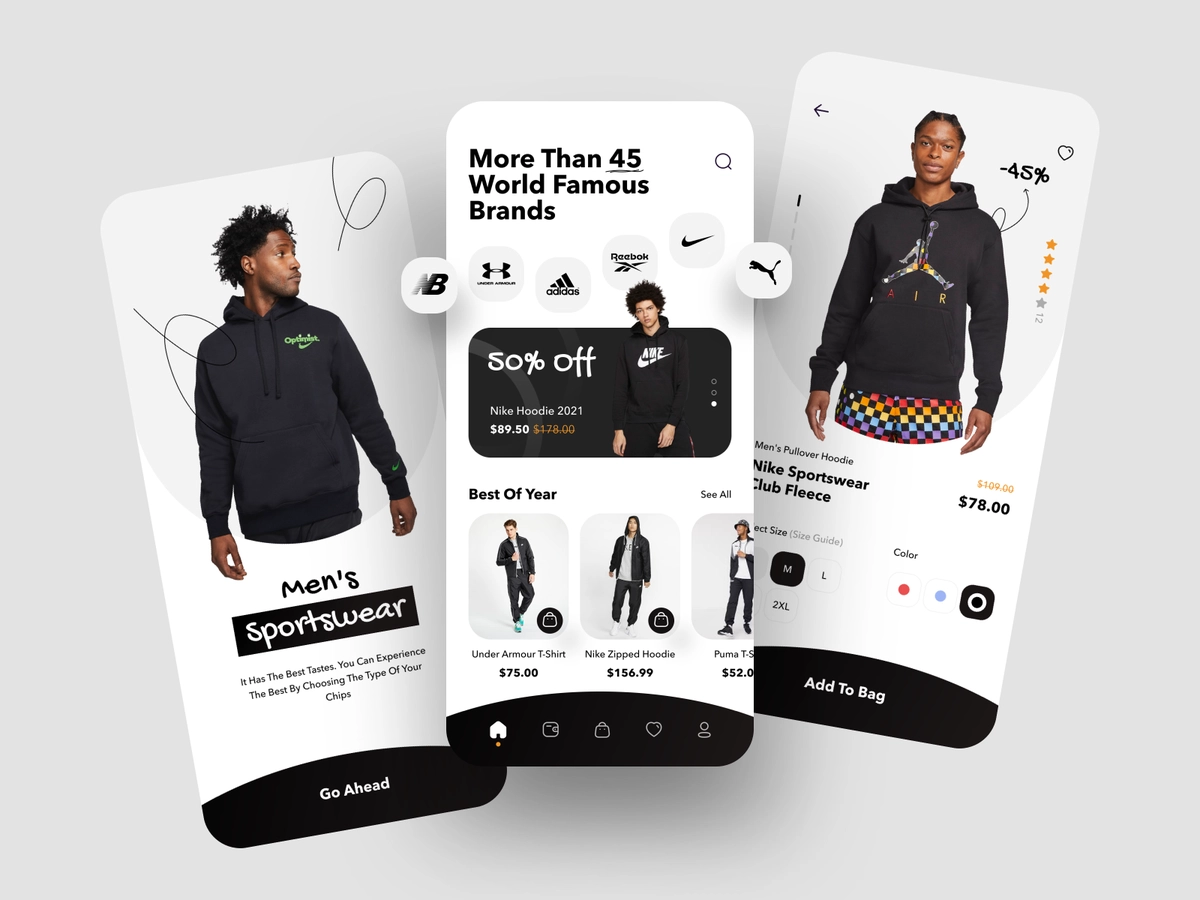 Optimist.
Men's
Sportswear
It Has The Best Tastes. You Can Experience
The Best By Choosing The Type Of Your
Chips
Go Ahead
More Than 45
World Famous
Brands
NB
UNDER ARMOUR
adidas
Reebok
50% Off
Nike Hoodie 2021
$89.50 $178.00
NIKE
Best Of Year
See All
Under Armour T-Shirt
$75.00
Nike Zipped Hoodie
$156.99
Puma T-S
$52.0
-45%
A I R
12
Men's Pullover Hoodie
Nike Sportswear
Club Fleece
$109.00
$78.00
ect Size (Size Guide)
M
L
2XL
Color
Add To Bag